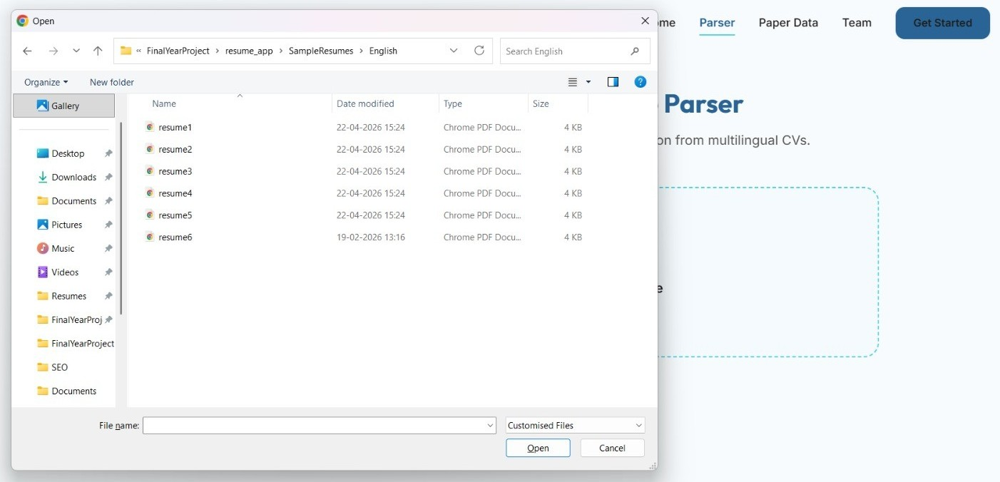 Open
ome Parser Paper Data Team Get Started
« FinalYearProject › resume_app › SampleResumes › English
Search English
Organize New folder
Gallery
Desktop
Downloads
Documents
Pictures
Music
Videos
Resumes
FinalYearProj
FinalYearProject
SEO
Documents
Name Date modified Type Size
resume1 22-04-2026 15:24 Chrome PDF Docu... 4 KB
resume2 22-04-2026 15:24 Chrome PDF Docu... 4 KB
resume3 22-04-2026 15:24 Chrome PDF Docu... 4 KB
resume4 22-04-2026 15:24 Chrome PDF Docu... 4 KB
resume5 22-04-2026 15:24 Chrome PDF Docu... 4 KB
resume6 19-02-2026 13:16 Chrome PDF Docu... 4 KB
File name:
Customised Files
Open Cancel
Parser
on from multilingual CVs.
e